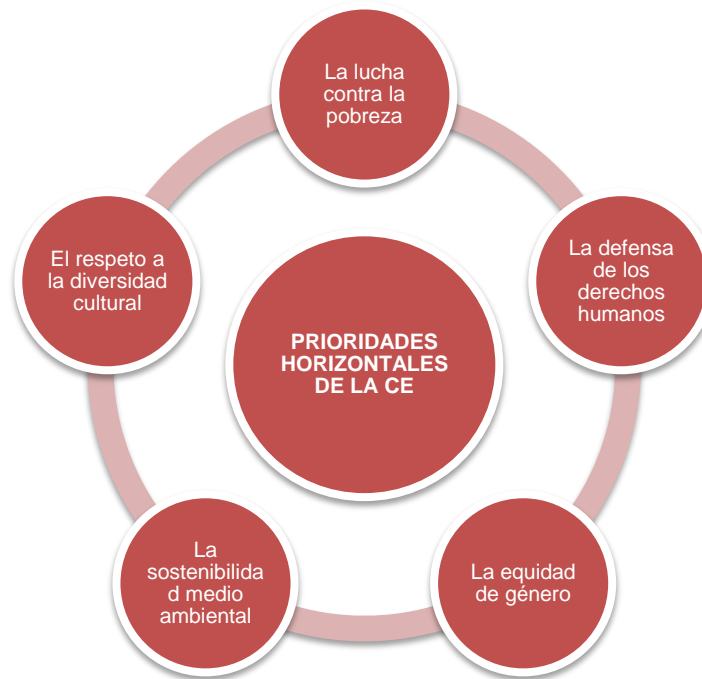 La lucha
contra la
pobreza
La defensa
de los
derechos
humanos
La equidad
de género
La
sostenibilida
d medio
ambiental
El respeto a
la diversidad
cultural
PRIORIDADES
HORIZONTALES
DE LA CE